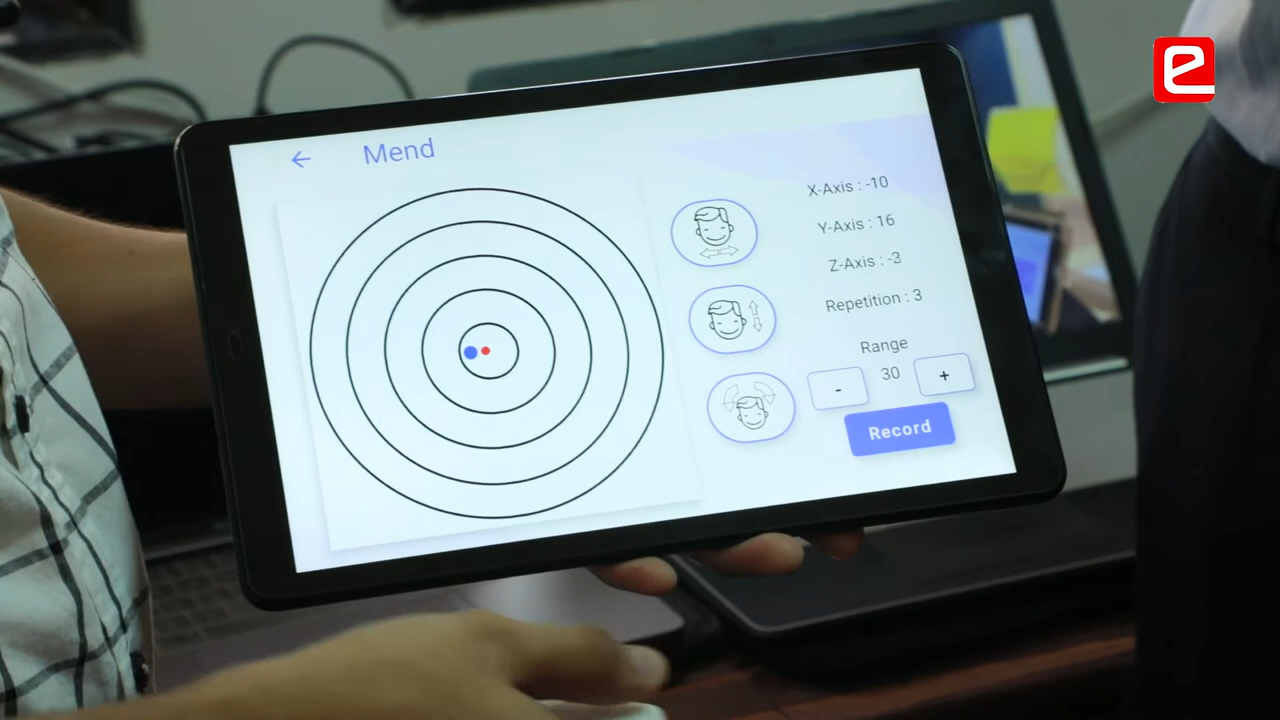 e
← Mend
X-Axis : -10
Y-Axis : 16
Z-Axis : -3
Repetition : 3
Range
- 30 +
Record